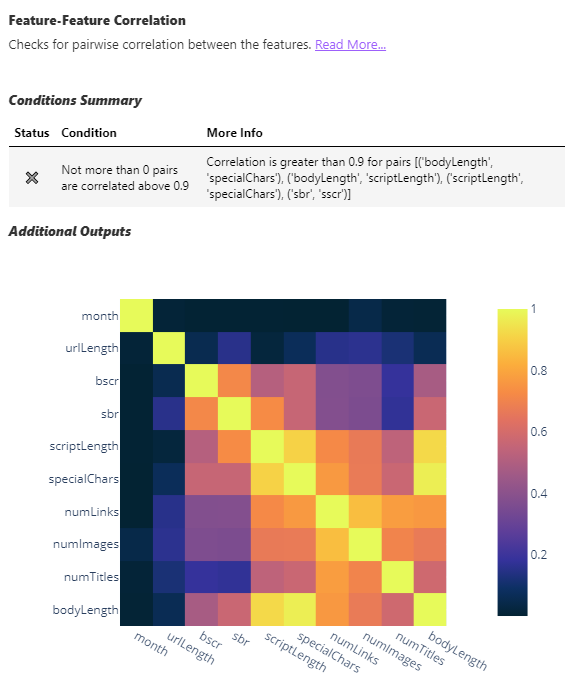 Feature-Feature Correlation
Checks for pairwise correlation between the features. Read More...
Conditions Summary
Status Condition More Info
Not more than 0 pairs
are correlated above 0.9
Correlation is greater than 0.9 for pairs [('bodyLength',
'specialChars'), ('bodyLength', 'scriptLength'), ('scriptLength',
'specialChars'), ('sbr', 'sscr')]
Additional Outputs
month
urlLength
bscr
sbr
scriptLength
specialChars
numLinks
numImages
numTitles
bodyLength
month
urlLength
bscr
sbr
scriptLength
specialChars
numLinks
numImages
numTitles
bodyLength
1
0.8
0.6
0.4
0.2